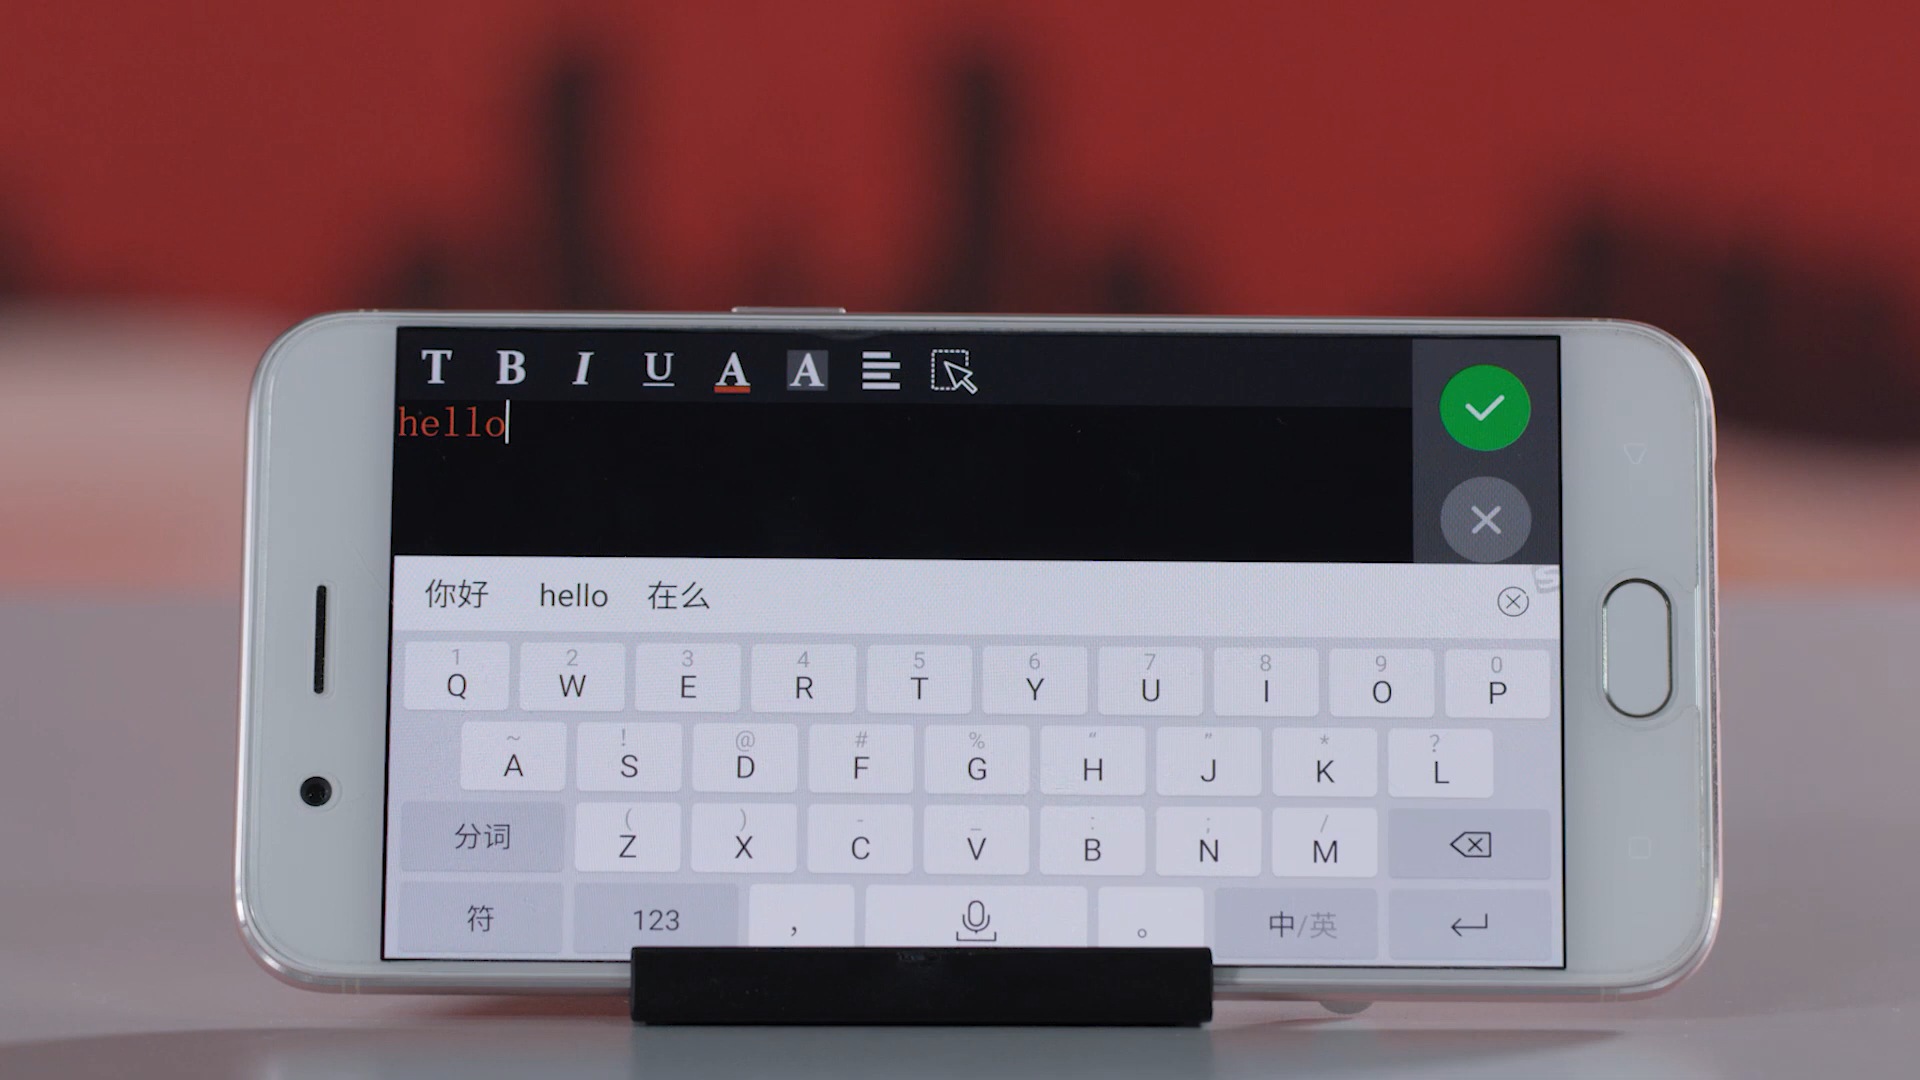 T B I U A A
hello
你好 hello 在么
1 2 3 4 5 6 7 8 9 0
Q W E R T Y U I O P
~ ! @ # % “ ” * ?
A S D F G H J K L
( ) - _ : ; /
分词 Z X C V B N M
符 123 , 。 中/英